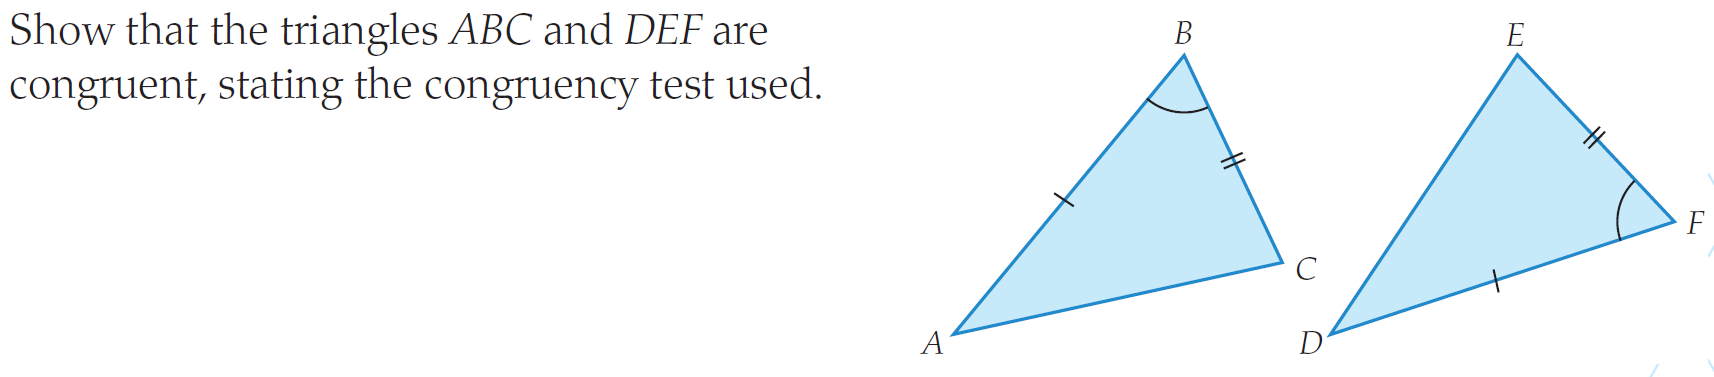 Show that the triangles ABC and DEF are
congruent, stating the congruency test used.
B
E
F
C
A
D